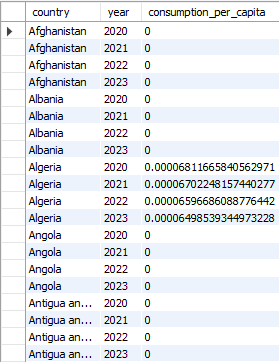 country year consumption_per_capita
Afghanistan 2020 0
Afghanistan 2021 0
Afghanistan 2022 0
Afghanistan 2023 0
Albania 2020 0
Albania 2021 0
Albania 2022 0
Albania 2023 0
Algeria 2020 0.00006811665840562971
Algeria 2021 0.00006702248157440277
Algeria 2022 0.00006596686088776442
Algeria 2023 0.00006498539344973228
Angola 2020 0
Angola 2021 0
Angola 2022 0
Angola 2023 0
Antigua an... 2020 0
Antigua an... 2021 0
Antigua an... 2022 0
Antigua an... 2023 0